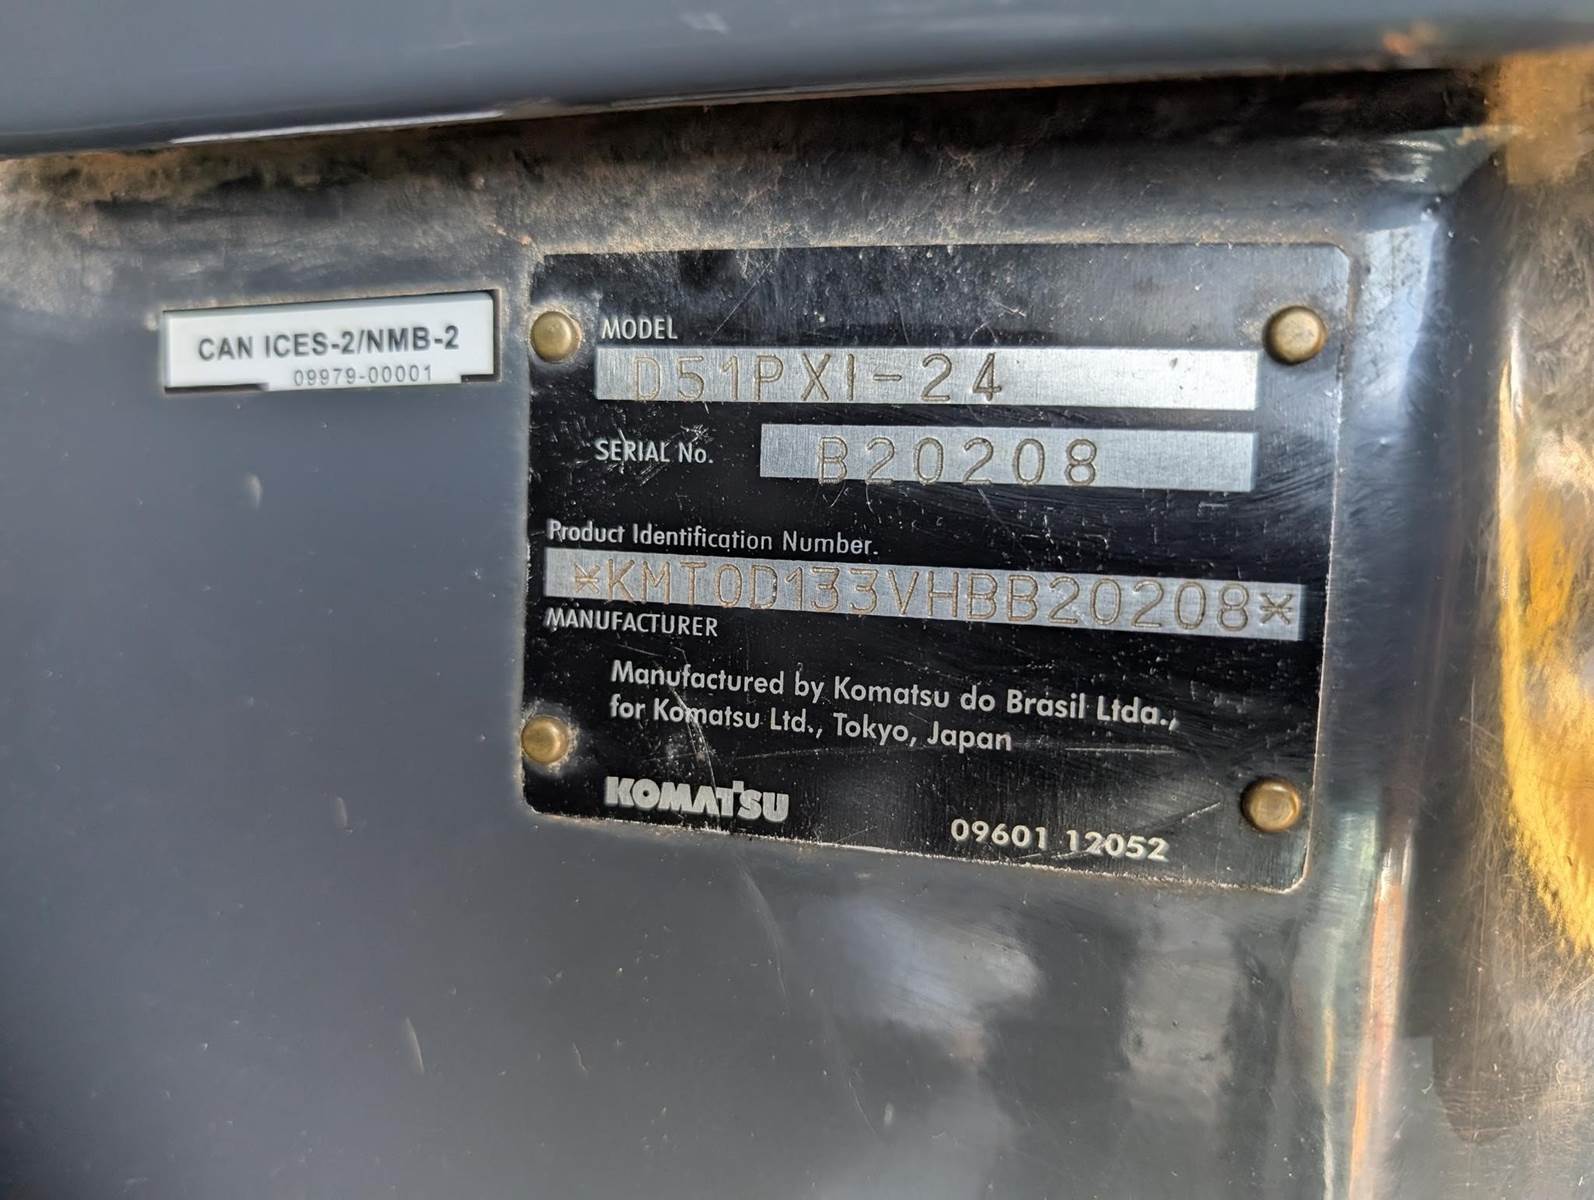 CAN ICES-2/NMB-2
09979-00001
MODEL
D51PXI-24
SERIAL No.
B20208
Product Identification Number.
*KMT0D133VHBB20208*
MANUFACTURER
Manufactured by Komatsu do Brasil Ltda.,
for Komatsu Ltd., Tokyo, Japan
KOMATSU
09601 12052